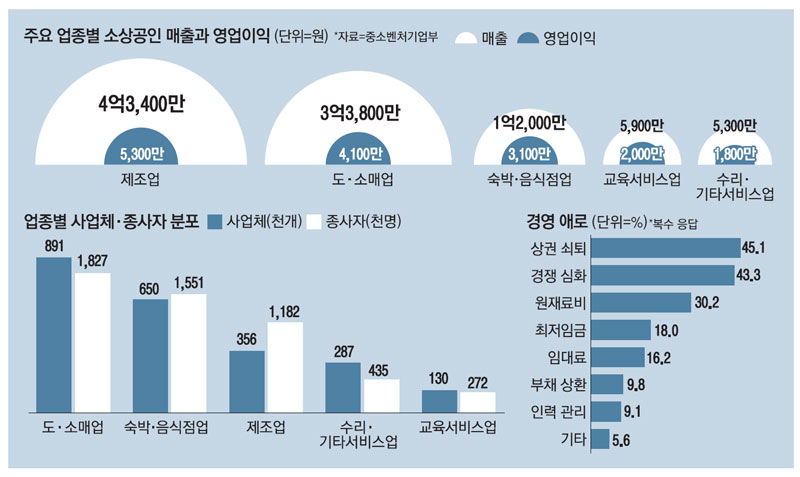 주요 업종별 소상공인 매출과 영업이익 (단위=원) *자료=중소벤처기업부
매출 영업이익
4억3,400만
5,300만
제조업
3억3,800만
4,100만
도·소매업
1억2,000만
3,100만
숙박·음식점업
5,900만
2,000만
교육서비스업
5,300만
1,800만
수리·
기타서비스업
업종별 사업체·종사자 분포 사업체(천개) 종사자(천명)
891
1,827
도·소매업
650
1,551
숙박·음식점업
356
1,182
제조업
287
435
수리·
기타서비스업
130
272
교육서비스업
경영 애로 (단위=%) *복수 응답
상권 쇠퇴 45.1
경쟁 심화 43.3
원재료비 30.2
최저임금 18.0
임대료 16.2
부채 상환 9.8
인력 관리 9.1
기타 5.6